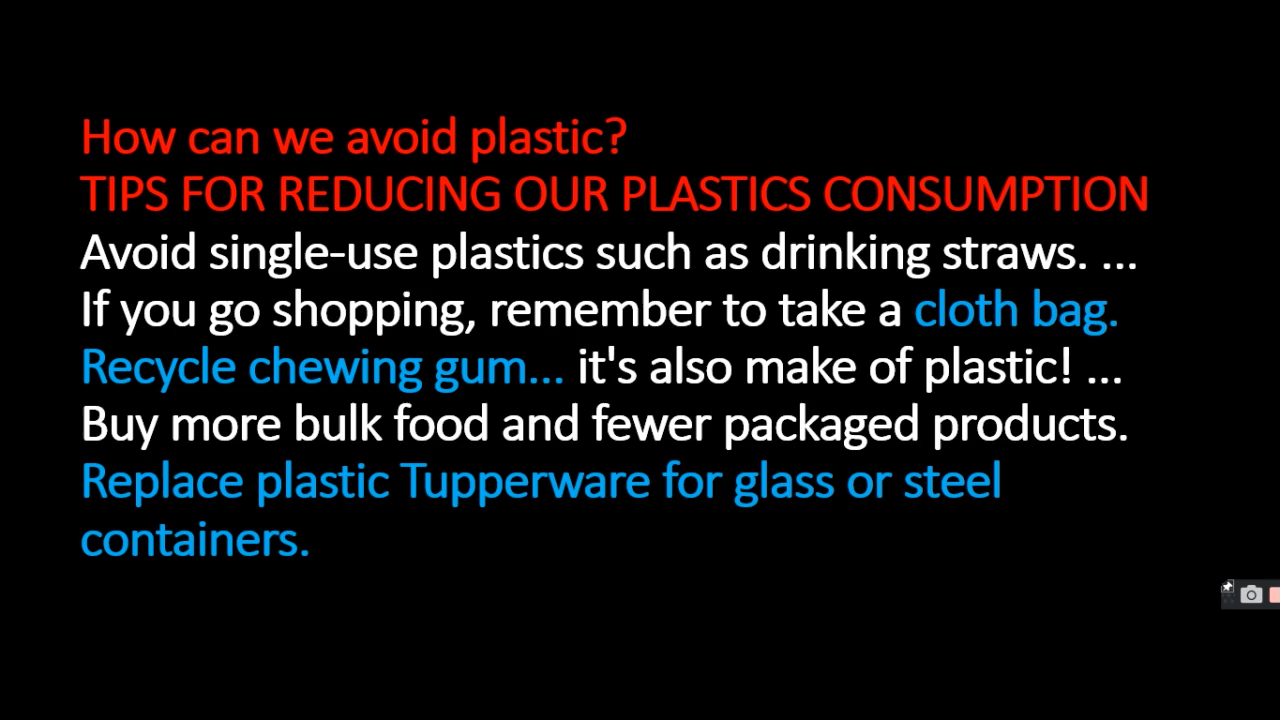 How can we avoid plastic?
TIPS FOR REDUCING OUR PLASTICS CONSUMPTION
Avoid single-use plastics such as drinking straws. ...
If you go shopping, remember to take a cloth bag.
Recycle chewing gum... it's also make of plastic! ...
Buy more bulk food and fewer packaged products.
Replace plastic Tupperware for glass or steel
containers.